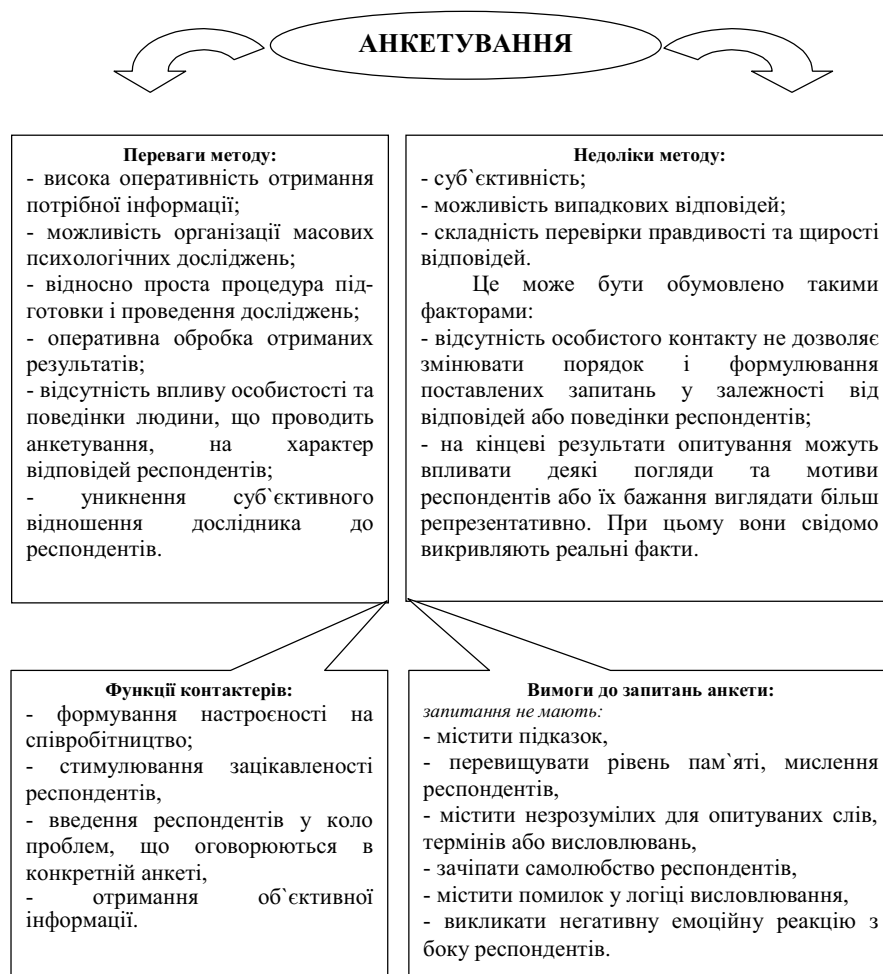 АНКЕТУВАННЯ
Переваги методу:
- висока оперативність отримання
потрібної інформації;
- можливість організації масових
психологічних досліджень;
- відносно проста процедура під-
готовки і проведення досліджень;
- оперативна обробка отриманих
результатів;
- відсутність впливу особистості та
поведінки людини, що проводить
анкетування, на характер
відповідей респондентів;
- уникнення суб`єктивного
відношення дослідника до
респондентів.
Недоліки методу:
- суб`єктивність;
- можливість випадкових відповідей;
- складність перевірки правдивості та щирості
відповідей.
Це може бути обумовлено такими
факторами:
- відсутність особистого контакту не дозволяє
змінювати порядок і формулювання
поставлених запитань у залежності від
відповідей або поведінки респондентів;
- на кінцеві результати опитування можуть
впливати деякі погляди та мотиви
респондентів або їх бажання виглядати більш
репрезентативно. При цьому вони свідомо
викривляють реальні факти.
Функції контактерів:
- формування настроєності на
співробітництво;
- стимулювання зацікавленості
респондентів,
- введення респондентів у коло
проблем, що оговорюються в
конкретній анкеті,
- отримання об`єктивної
інформації.
Вимоги до запитань анкети:
запитання не мають:
- містити підказок,
- перевищувати рівень пам`яті, мислення
респондентів,
- містити незрозумілих для опитуваних слів,
термінів або висловлювань,
- зачіпати самолюбство респондентів,
- містити помилок у логіці висловлювання,
- викликати негативну емоційну реакцію з
боку респондентів.